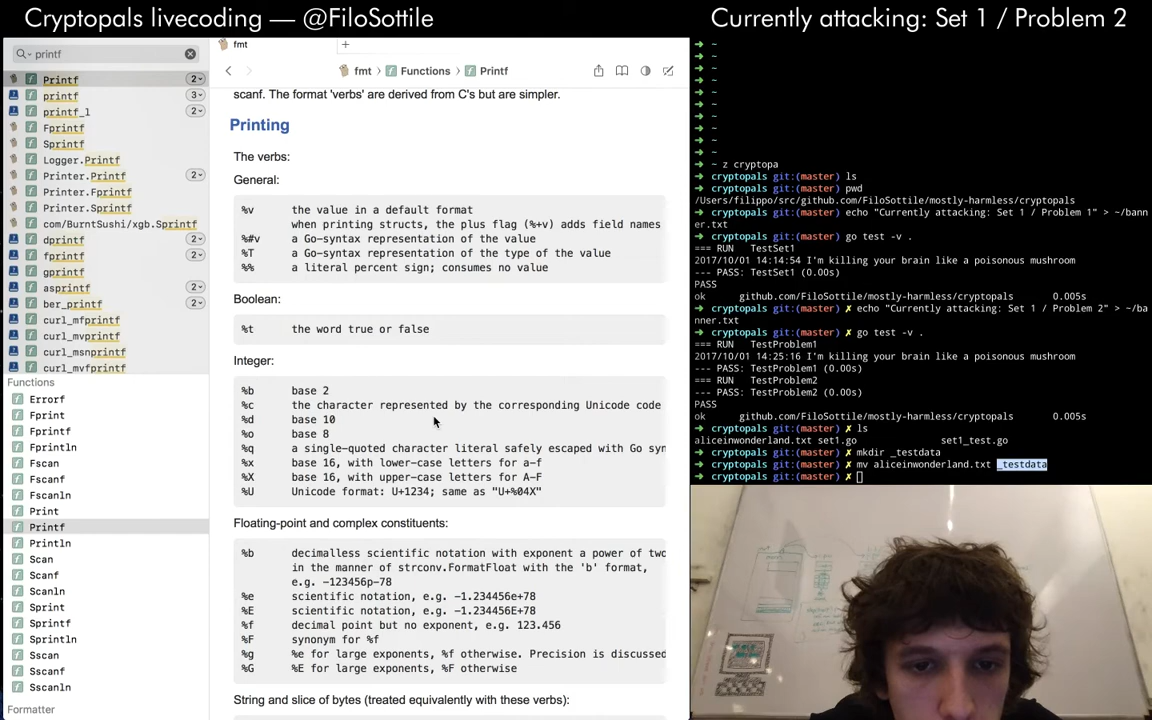 Cryptopals livecoding — @FiloSottile
Currently attacking: Set 1 / Problem 2
printf
Printf 2
printf 3
printf_l 2
Fprintf
Sprintf
Logger.Printf
Printer.Printf 2
Printer.Fprintf
Printer.Sprintf
com/BurntSushi/xgb.Sprintf
dprintf 2
fprintf 2
gprintf
asprintf 2
ber_printf 2
curl_mfprintf
curl_mprintf
curl_msnprintf
curl_mvfprintf
Functions
Errorf
Fprint
Fprintf
Fprintln
Fscan
Fscanf
Fscanln
Print
Printf
Println
Scan
Scanf
Scanln
Sprint
Sprintf
Sprintln
Sscan
Sscanf
Sscanln
Formatter
fmt
fmt > Functions > Printf
scanf. The format 'verbs' are derived from C's but are simpler.
Printing
The verbs:
General:
%v the value in a default format
when printing structs, the plus flag (%+v) adds field names
%#v a Go-syntax representation of the value
%T a Go-syntax representation of the type of the value
%% a literal percent sign; consumes no value
Boolean:
%t the word true or false
Integer:
%b base 2
%c the character represented by the corresponding Unicode code
%d base 10
%o base 8
%q a single-quoted character literal safely escaped with Go syn
%x base 16, with lower-case letters for a-f
%X base 16, with upper-case letters for A-F
%U Unicode format: U+1234; same as "U+%04X"
Floating-point and complex constituents:
%b decimalless scientific notation with exponent a power of two
in the manner of strconv.FormatFloat with the 'b' format,
e.g. -123456p-78
%e scientific notation, e.g. -1.234456e+78
%E scientific notation, e.g. -1.234456E+78
%f decimal point but no exponent, e.g. 123.456
%F synonym for %f
%g %e for large exponents, %f otherwise. Precision is discussed
%G %E for large exponents, %F otherwise
String and slice of bytes (treated equivalently with these verbs):
➜ ~
➜ ~
➜ ~
➜ ~
➜ ~
➜ ~
➜ ~
➜ ~
➜ ~
➜ ~
➜ ~ z cryptopa
➜ cryptopals git:(master) ls
➜ cryptopals git:(master) pwd
/Users/filippo/src/github.com/FiloSottile/mostly-harmless/cryptopals
➜ cryptopals git:(master) echo "Currently attacking: Set 1 / Problem 1" > ~/bann
er.txt
➜ cryptopals git:(master) go test -v .
=== RUN TestSet1
2017/10/01 14:14:54 I'm killing your brain like a poisonous mushroom
--- PASS: TestSet1 (0.00s)
PASS
ok github.com/FiloSottile/mostly-harmless/cryptopals 0.005s
➜ cryptopals git:(master) ✗ echo "Currently attacking: Set 1 / Problem 2" > ~/ba
nner.txt
➜ cryptopals git:(master) ✗ go test -v .
=== RUN TestProblem1
2017/10/01 14:25:16 I'm killing your brain like a poisonous mushroom
--- PASS: TestProblem1 (0.00s)
=== RUN TestProblem2
--- PASS: TestProblem2 (0.00s)
PASS
ok github.com/FiloSottile/mostly-harmless/cryptopals 0.005s
➜ cryptopals git:(master) ✗ ls
aliceinwonderland.txt set1.go set1_test.go
➜ cryptopals git:(master) ✗ mkdir _testdata
➜ cryptopals git:(master) ✗ mv aliceinwonderland.txt _testdata
➜ cryptopals git:(master) ✗